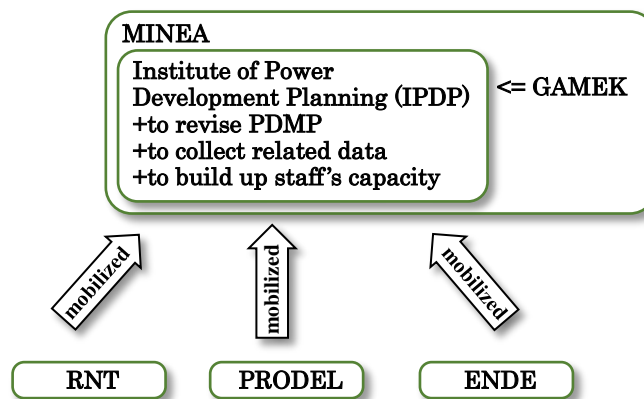 MINEA
Institute of Power
Development Planning (IPDP)
<= GAMEK
+to revise PDMP
+to collect related data
+to build up staff's capacity
mobilized
mobilized
mobilized
RNT
PRODEL
ENDE